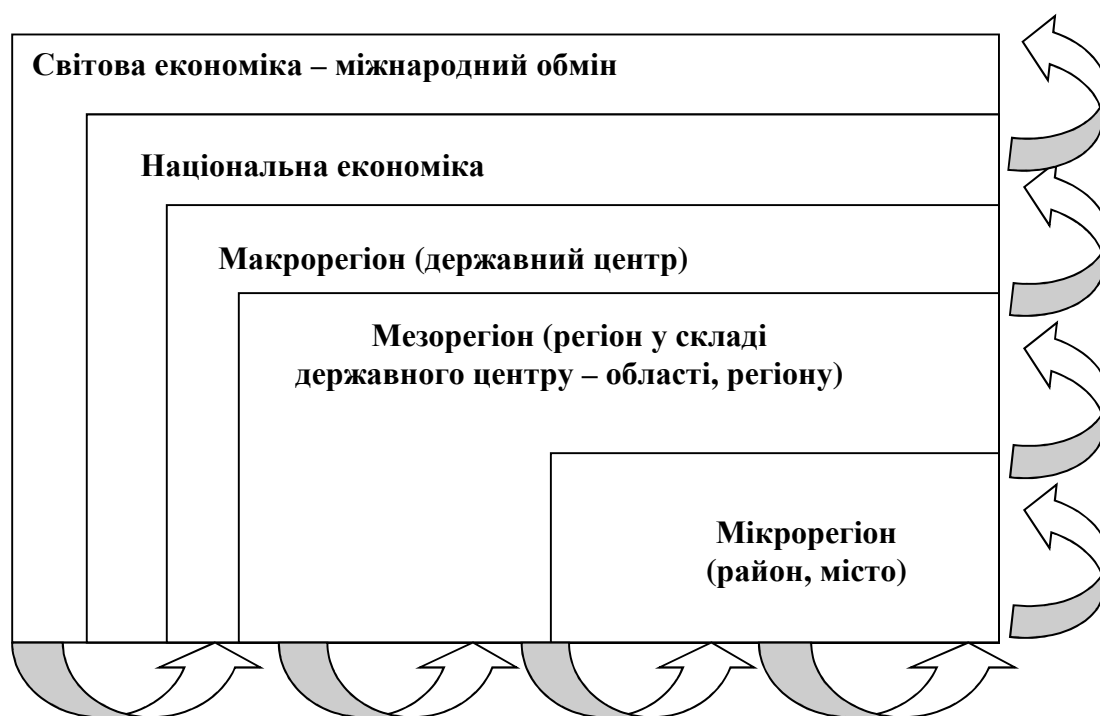 Світова економіка – міжнародний обмін
Національна економіка
Макрорегіон (державний центр)
Мезорегіон (регіон у складі
державного центру – області, регіону)
Мікрорегіон
(район, місто)